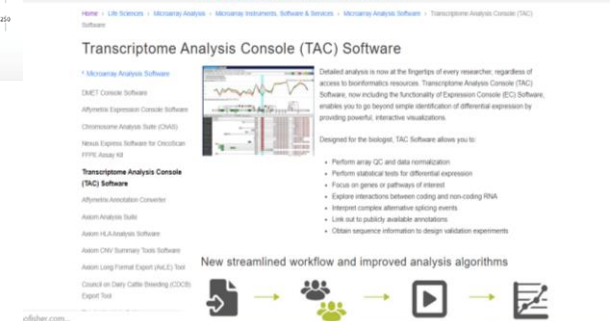 250
Home › Life Sciences › Microarray Analysis › Microarray Instruments, Software & Services › Microarray Analysis Software › Transcriptome Analysis Console (TAC)
Software
Transcriptome Analysis Console (TAC) Software
‹ Microarray Analysis Software
DMET Console Software
Affymetrix Expression Console Software
Chromosome Analysis Suite (ChAS)
Nexus Express Software for OncoScan
FFPE Assay Kit
Transcriptome Analysis Console
(TAC) Software
Affymetrix Annotation Converter
Axiom Analysis Suite
Axiom HLA Analysis Software
Axiom CNV Summary Tools Software
Axiom Long Format Export (AxLE) Tool
Council on Dairy Cattle Breeding (CDCB)
Export Tool
Detailed analysis is now at the fingertips of every researcher, regardless of
access to bioinformatics resources. Transcriptome Analysis Console (TAC)
Software, now including the functionality of Expression Console (EC) Software,
enables you to go beyond simple identification of differential expression by
providing powerful, interactive visualizations.
Designed for the biologist, TAC Software allows you to:
• Perform array QC and data normalization
• Perform statistical tests for differential expression
• Focus on genes or pathways of interest
• Explore interactions between coding and non-coding RNA
• Interpret complex alternative splicing events
• Link out to publicly available annotations
• Obtain sequence information to design validation experiments
New streamlined workflow and improved analysis algorithms
ofisher.com...